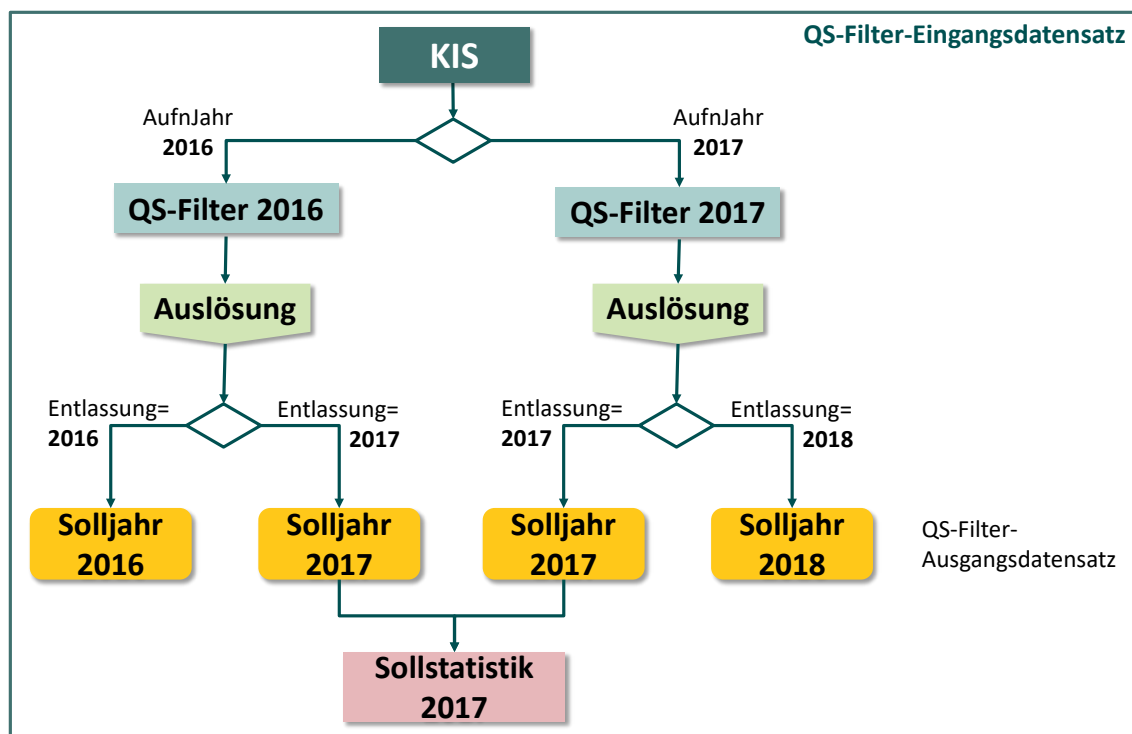 QS-Filter-Eingangsdatensatz
KIS
AufnJahr
2016
AufnJahr
2017
QS-Filter 2016
QS-Filter 2017
Auslösung
Auslösung
Entlassung=
2016
Entlassung=
2017
Entlassung=
2017
Entlassung=
2018
Solljahr
2016
Solljahr
2017
Solljahr
2017
Solljahr
2018
QS-Filter-
Ausgangsdatensatz
Sollstatistik
2017